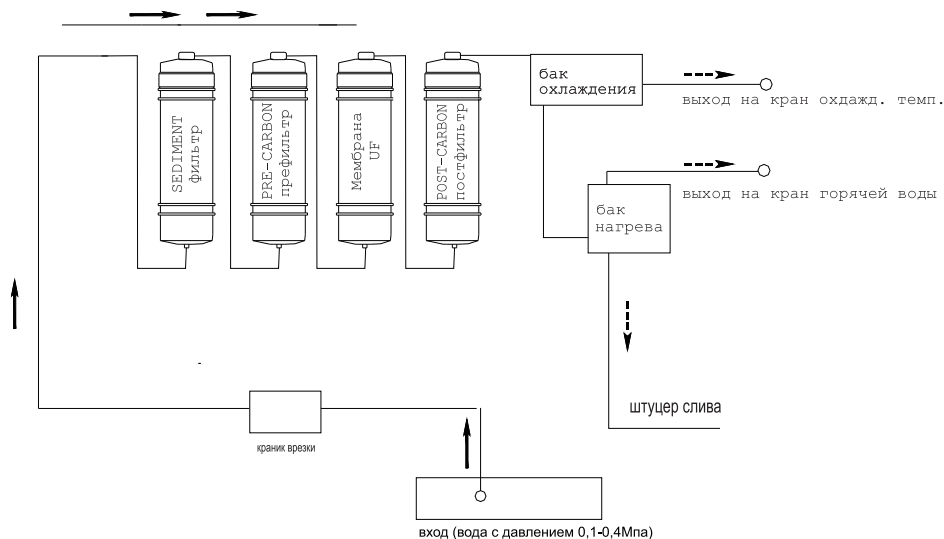 SEDIMENT
фильтр
PRE-CARBON
префильтр
Мембрана
UF
POST-CARBON
постфильтр
бак
охлаждения
выход на кран охдажд. темп.
бак
нагрева
выход на кран горячей воды
штуцер слива
краник врезки
вход (вода с давлением 0,1-0,4Мпа)